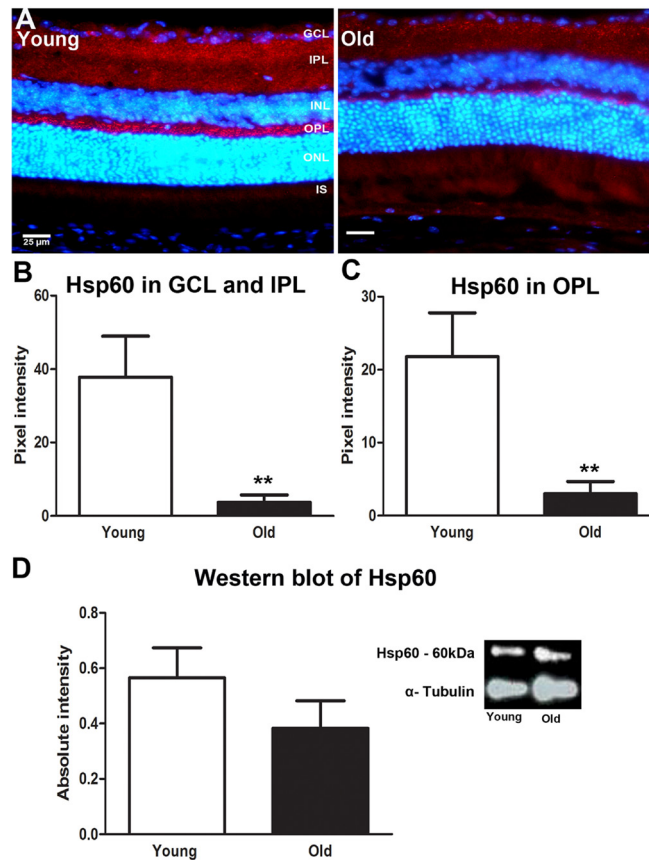 A
Young
GCL
IPL
INL
OPL
ONL
IS
25 µm
Old
B
Hsp60 in GCL and IPL
Pixel intensity
60
40
20
0
**
Young
Old
C
Hsp60 in OPL
Pixel intensity
30
20
10
0
**
Young
Old
D
Western blot of Hsp60
Absolute intensity
0.8
0.6
0.4
0.2
0.0
Young
Old
Hsp60 - 60kDa
α- Tubulin
Young
Old